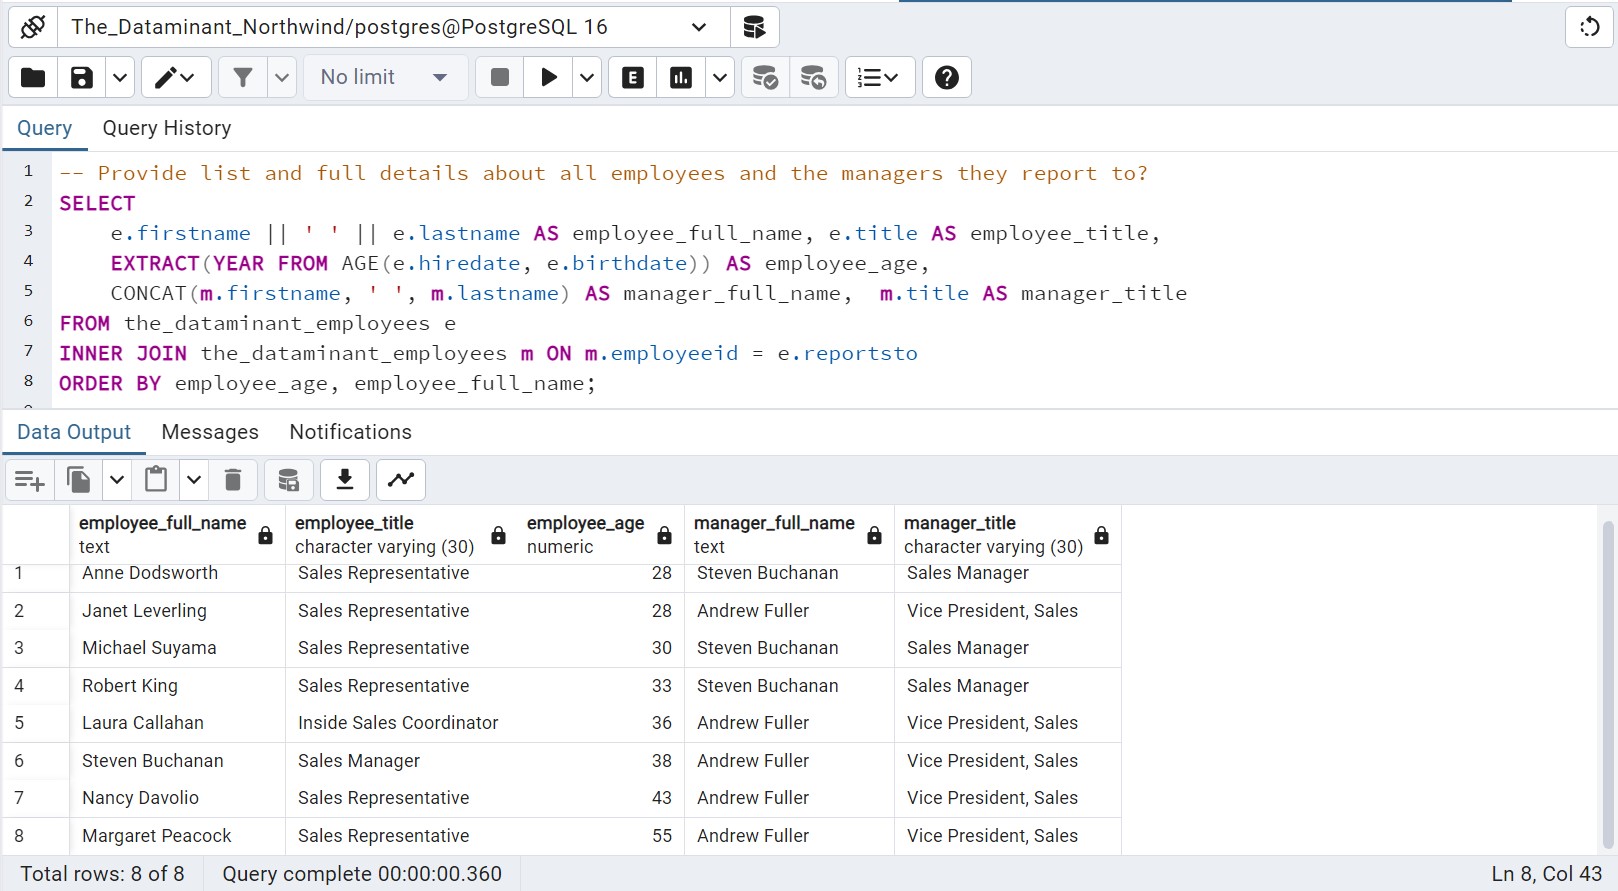 The_Dataminant_Northwind/postgres@PostgreSQL 16
No limit
E
Query Query History
1 -- Provide list and full details about all employees and the managers they report to?
2 SELECT
3 e.firstname || ' ' || e.lastname AS employee_full_name, e.title AS employee_title,
4 EXTRACT(YEAR FROM AGE(e.hiredate, e.birthdate)) AS employee_age,
5 CONCAT(m.firstname, ' ', m.lastname) AS manager_full_name,  m.title AS manager_title
6 FROM the_dataminant_employees e
7 INNER JOIN the_dataminant_employees m ON m.employeeid = e.reportsto
8 ORDER BY employee_age, employee_full_name;
Data Output Messages Notifications
employee_full_name employee_title employee_age manager_full_name manager_title
text character varying (30) numeric text character varying (30)
1 Anne Dodsworth Sales Representative 28 Steven Buchanan Sales Manager
2 Janet Leverling Sales Representative 28 Andrew Fuller Vice President, Sales
3 Michael Suyama Sales Representative 30 Steven Buchanan Sales Manager
4 Robert King Sales Representative 33 Steven Buchanan Sales Manager
5 Laura Callahan Inside Sales Coordinator 36 Andrew Fuller Vice President, Sales
6 Steven Buchanan Sales Manager 38 Andrew Fuller Vice President, Sales
7 Nancy Davolio Sales Representative 43 Andrew Fuller Vice President, Sales
8 Margaret Peacock Sales Representative 55 Andrew Fuller Vice President, Sales
Total rows: 8 of 8 Query complete 00:00:00.360 Ln 8, Col 43